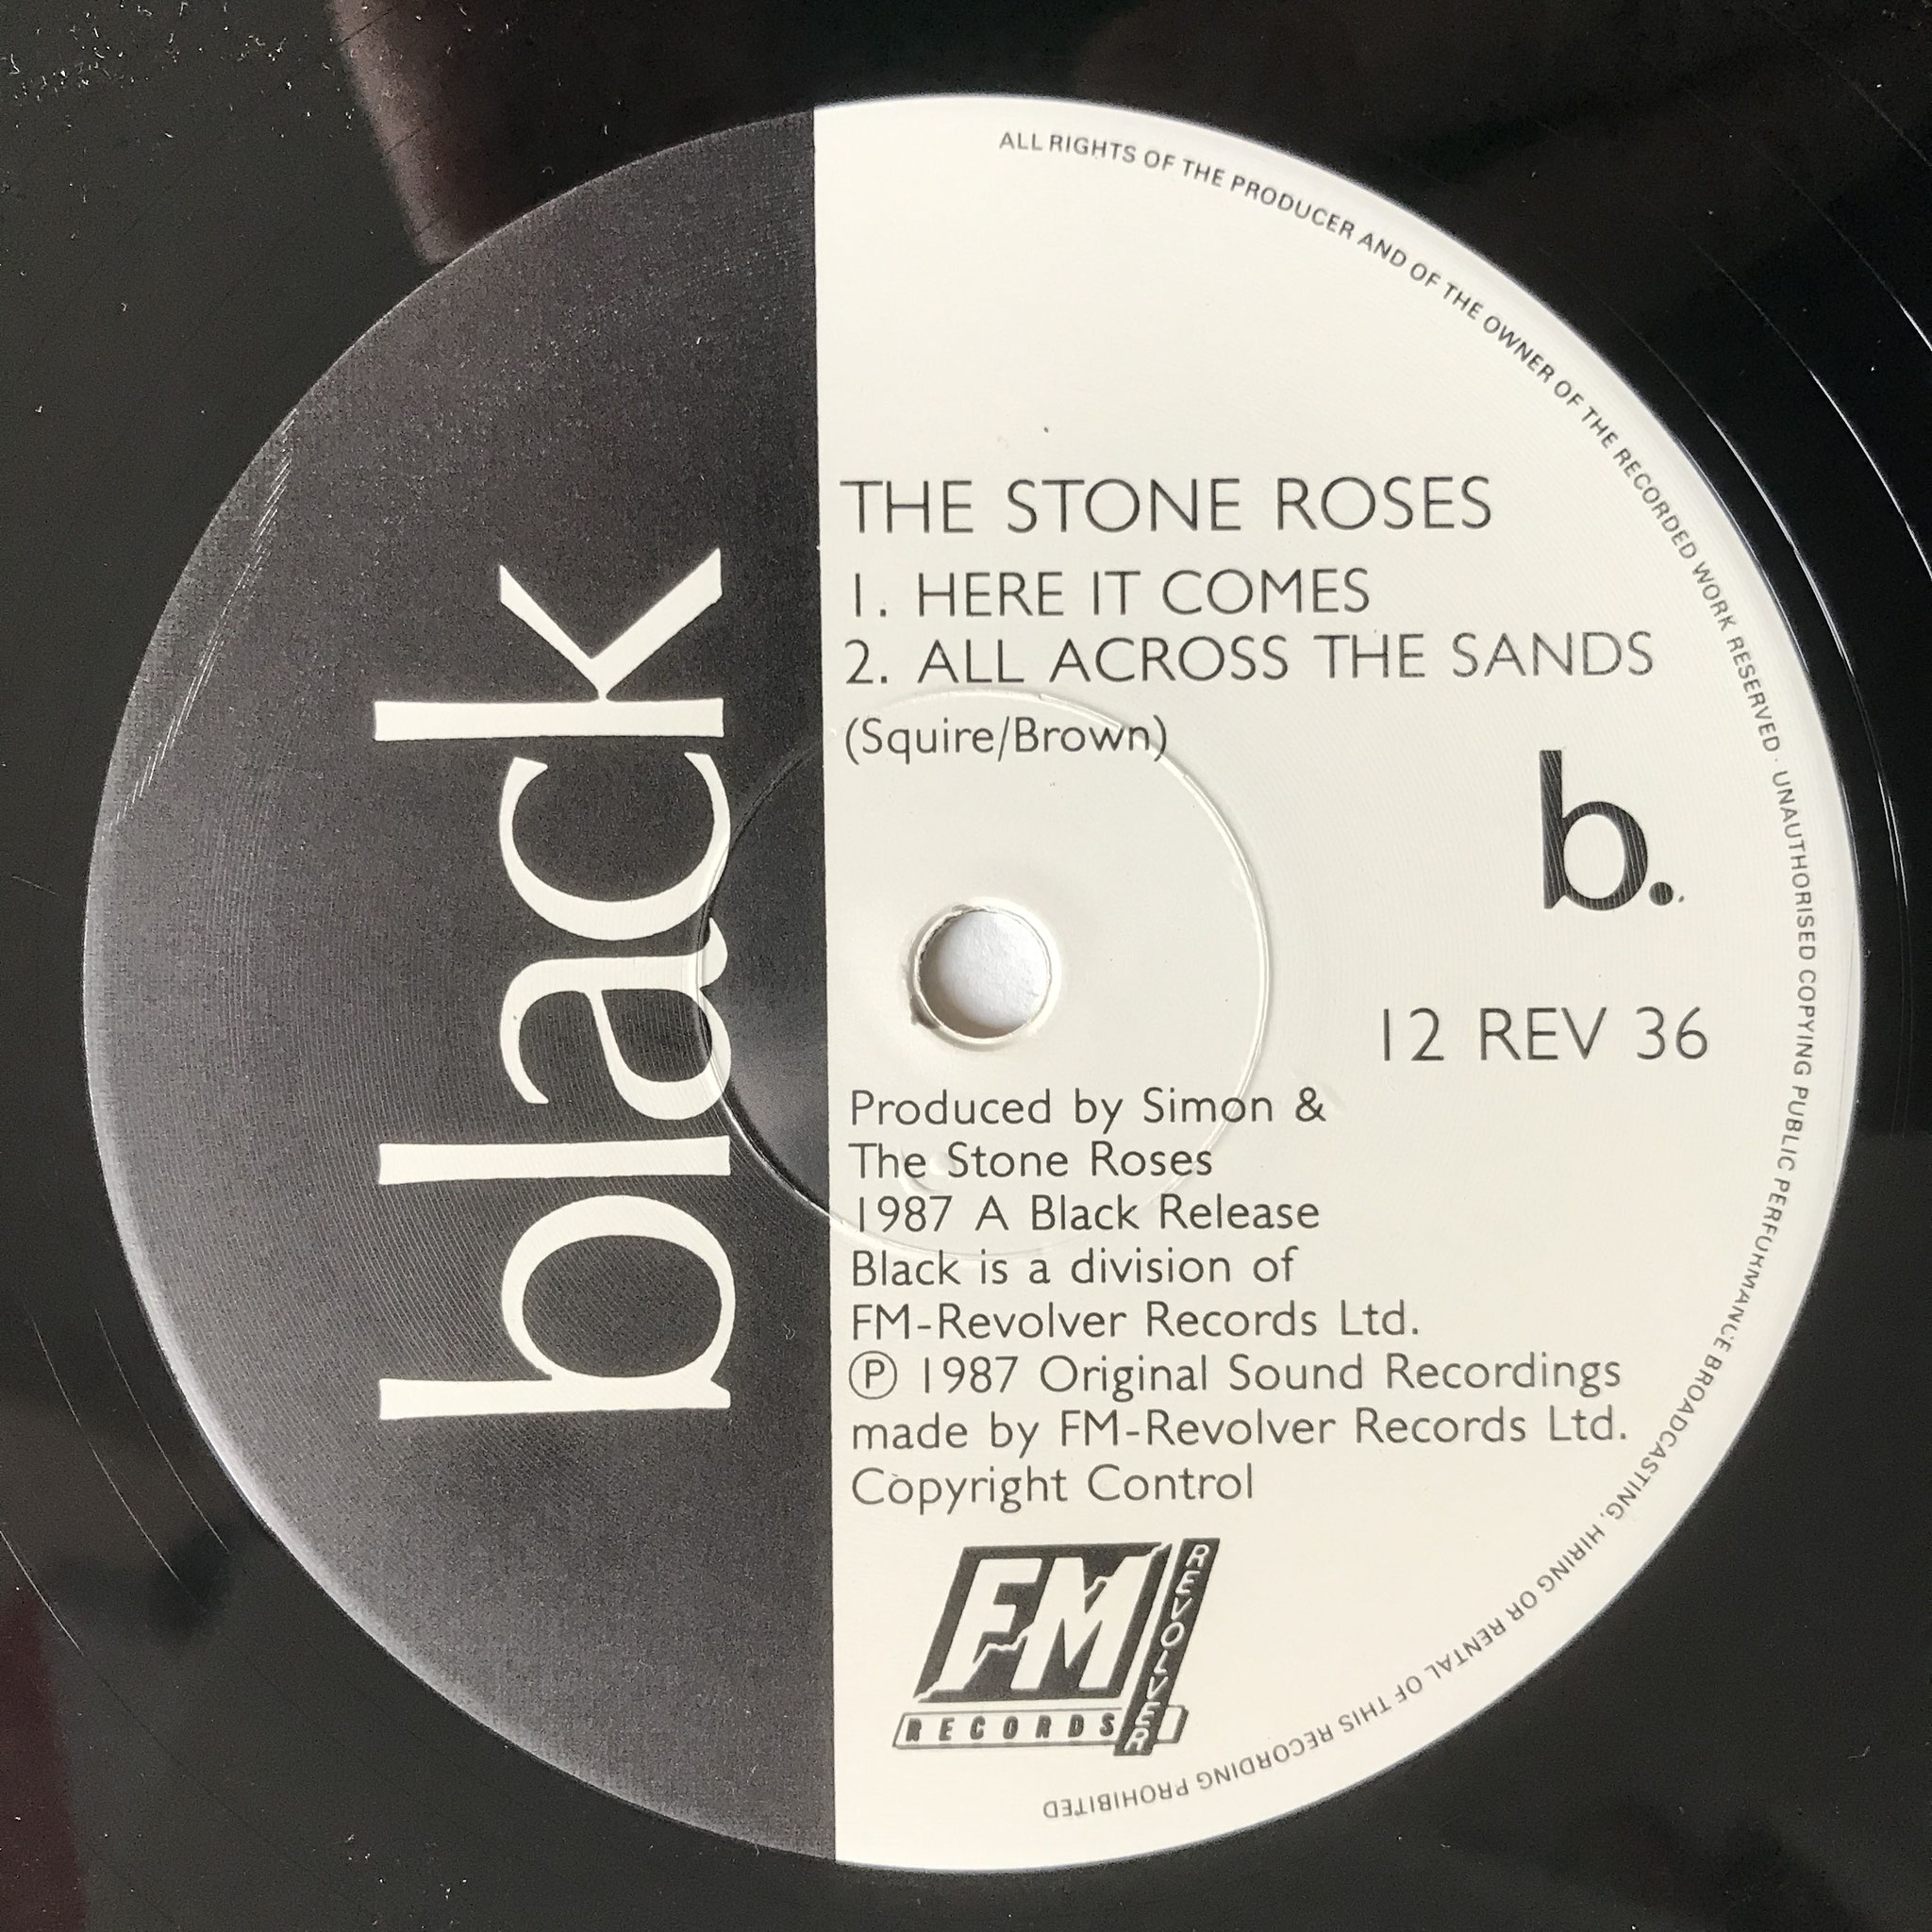 ALL RIGHTS OF THE PRODUCER AND OF THE OWNER OF THE RECORDED WORK RESERVED · UNAUTHORISED COPYING PUBLIC PERFORMANCE BROADCASTING, HIRING OR RENTAL OF THIS RECORDING PROHIBITED
black
THE STONE ROSES
1. HERE IT COMES
2. ALL ACROSS THE SANDS
(Squire/Brown)
b.
12 REV 36
Produced by Simon &
The Stone Roses
1987 A Black Release
Black is a division of
FM-Revolver Records Ltd.
Ⓟ 1987 Original Sound Recordings
made by FM-Revolver Records Ltd.
Copyright Control
FM
REVOLVER
RECORDS